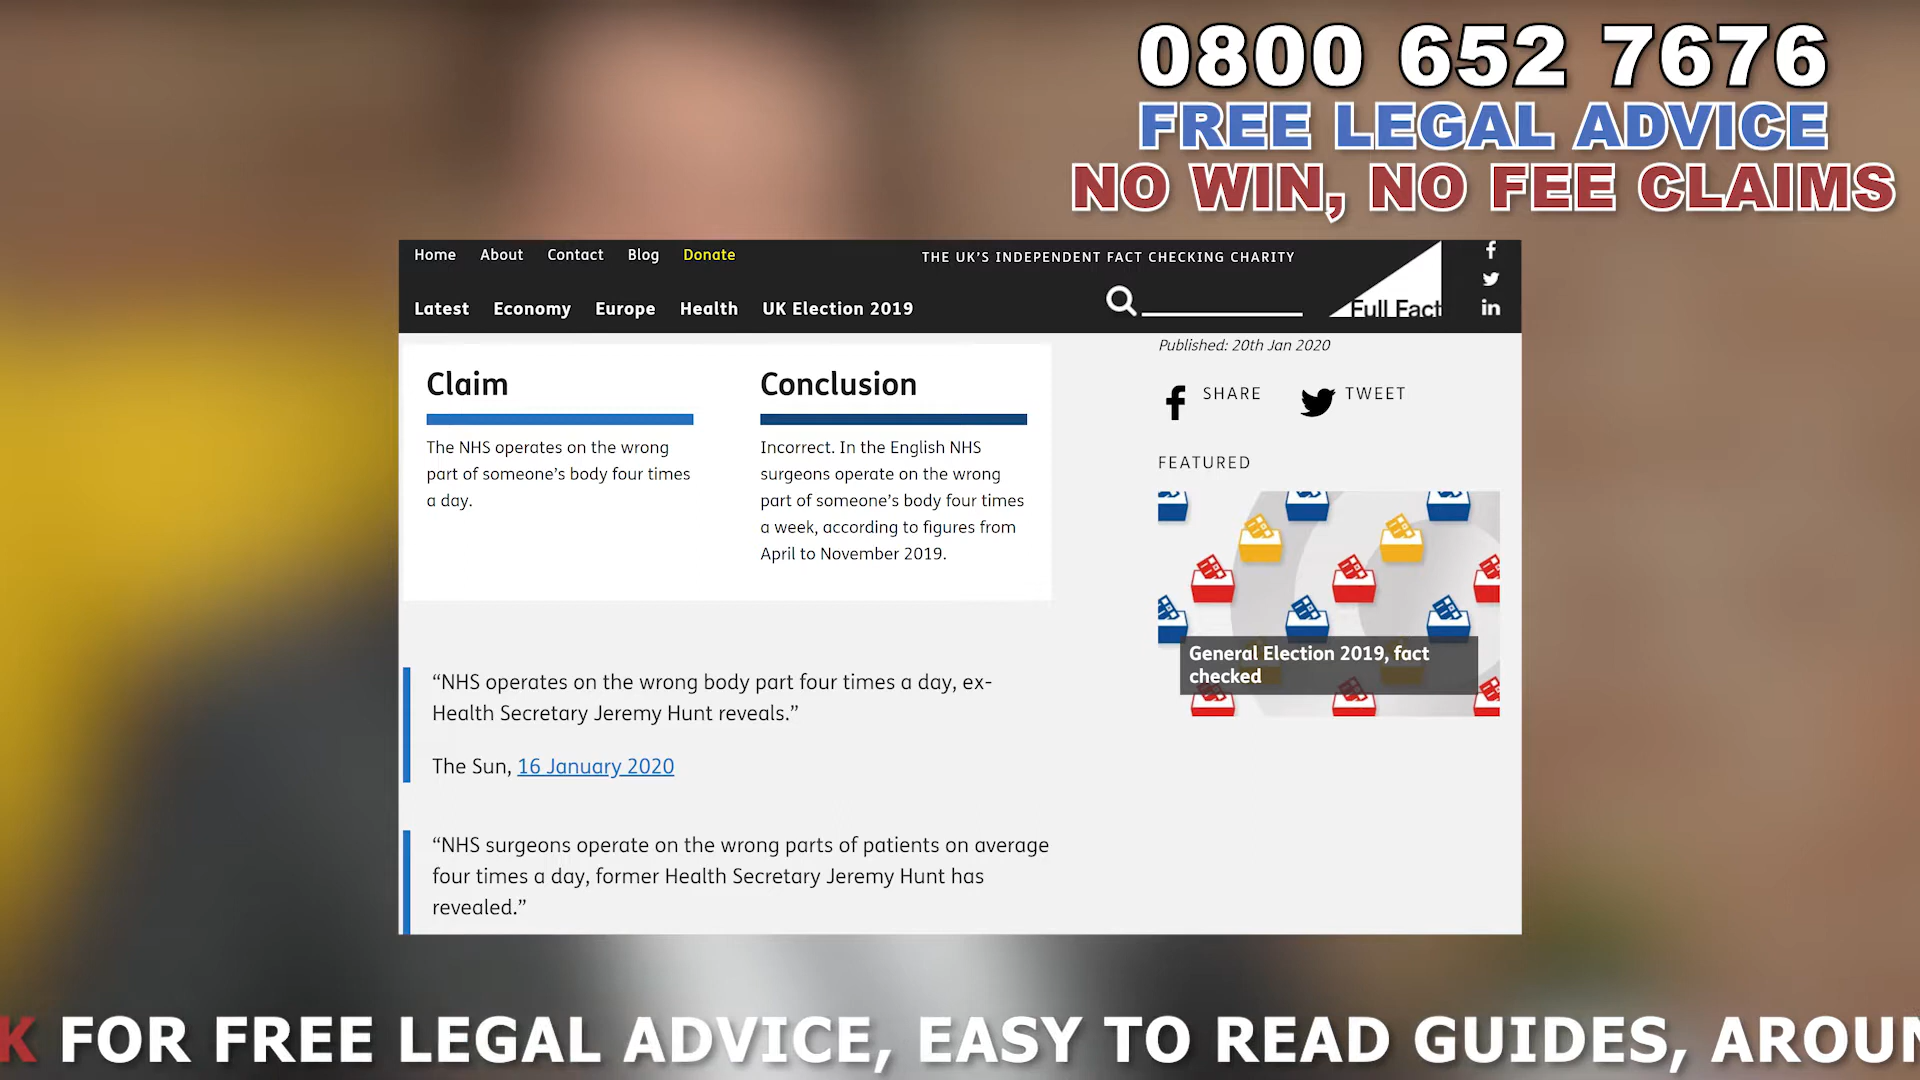 0800 652 7676
FREE LEGAL ADVICE
NO WIN, NO FEE CLAIMS
Home About Contact Blog Donate
THE UK'S INDEPENDENT FACT CHECKING CHARITY
Latest Economy Europe Health UK Election 2019
Full Fact
Claim
The NHS operates on the wrong
part of someone's body four times
a day.
Conclusion
Incorrect. In the English NHS
surgeons operate on the wrong
part of someone's body four times
a week, according to figures from
April to November 2019.
“NHS operates on the wrong body part four times a day, ex-
Health Secretary Jeremy Hunt reveals.”
The Sun, 16 January 2020
“NHS surgeons operate on the wrong parts of patients on average
four times a day, former Health Secretary Jeremy Hunt has
revealed.”
Published: 20th Jan 2020
SHARE TWEET
FEATURED
General Election 2019, fact
checked
K FOR FREE LEGAL ADVICE, EASY TO READ GUIDES, AROUN